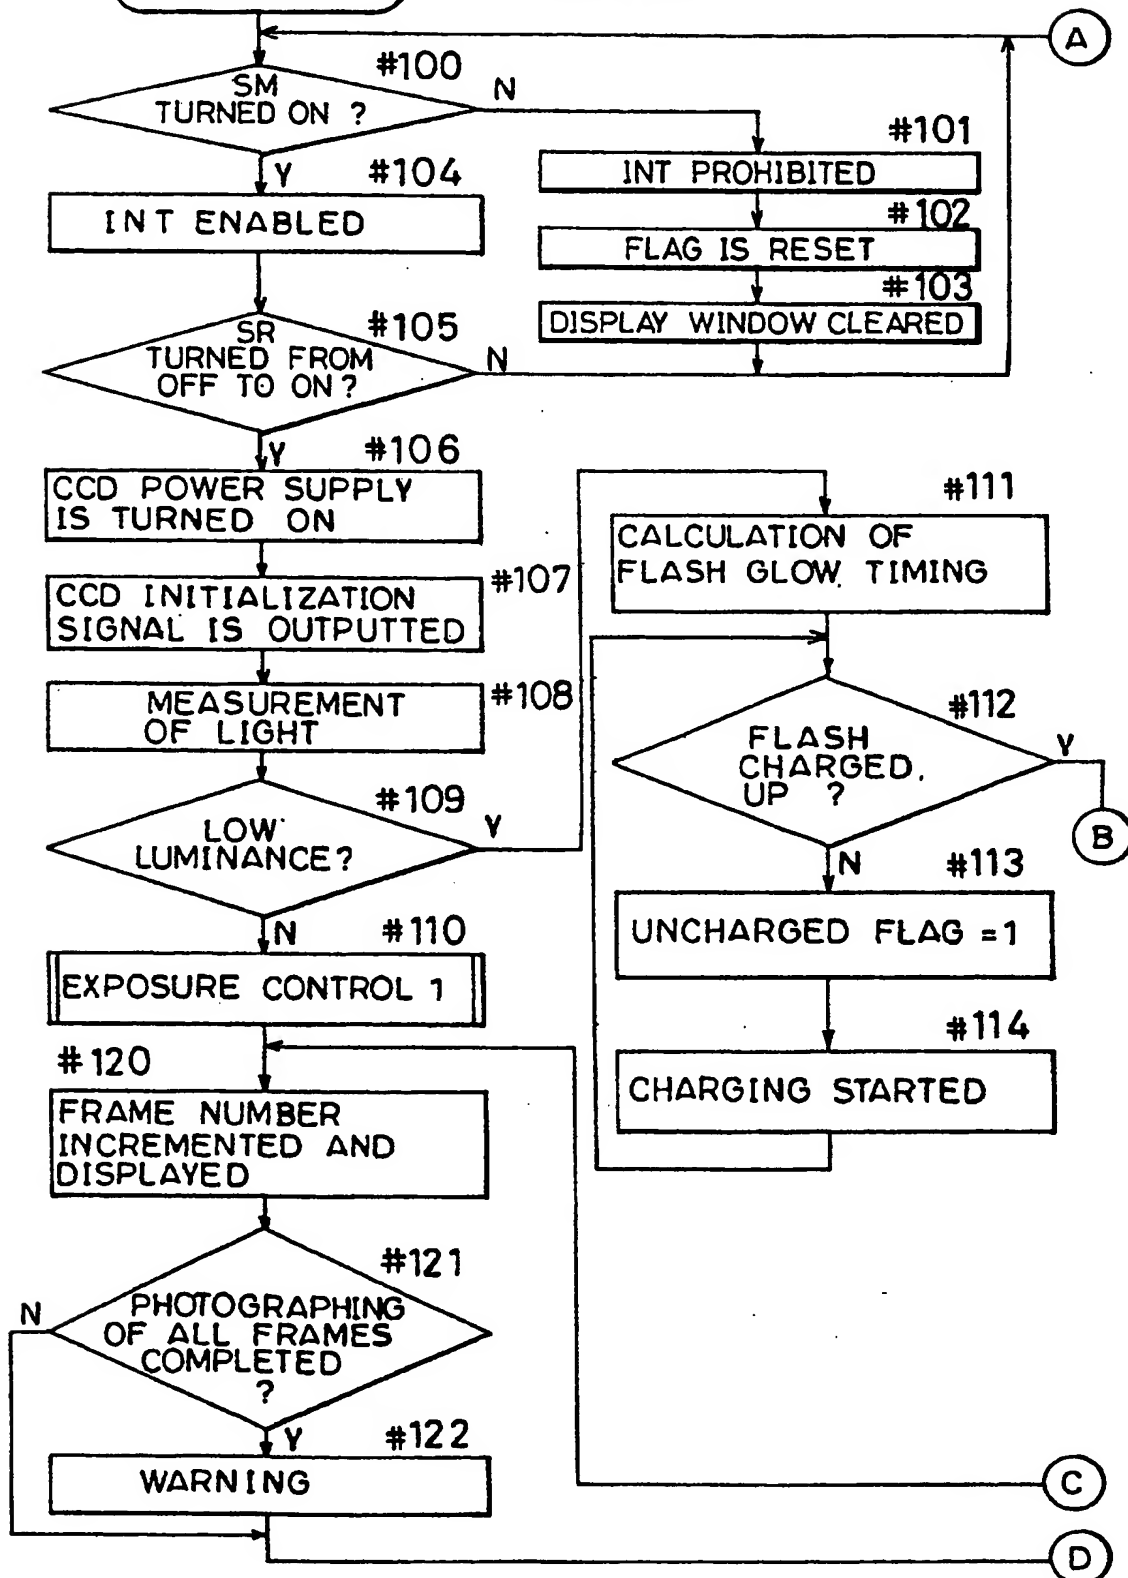 A
#100
SM
TURNED ON ?
N
Y
#101
INT PROHIBITED
#104
INT ENABLED
#102
FLAG IS RESET
#103
DISPLAY WINDOW CLEARED
#105
SR
TURNED FROM
OFF TO ON?
N
Y
#106
CCD POWER SUPPLY
IS TURNED ON
#107
CCD INITIALIZATION
SIGNAL IS OUTPUTTED
#108
MEASUREMENT
OF LIGHT
#109
LOW
LUMINANCE?
Y
N
#110
EXPOSURE CONTROL 1
#111
CALCULATION OF
FLASH GLOW. TIMING
#112
FLASH
CHARGED.
UP ?
Y
B
N
#113
UNCHARGED FLAG =1
#114
CHARGING STARTED
#120
FRAME NUMBER
INCREMENTED AND
DISPLAYED
#121
PHOTOGRAPHING
OF ALL FRAMES
COMPLETED
?
N
Y
#122
WARNING
C
D